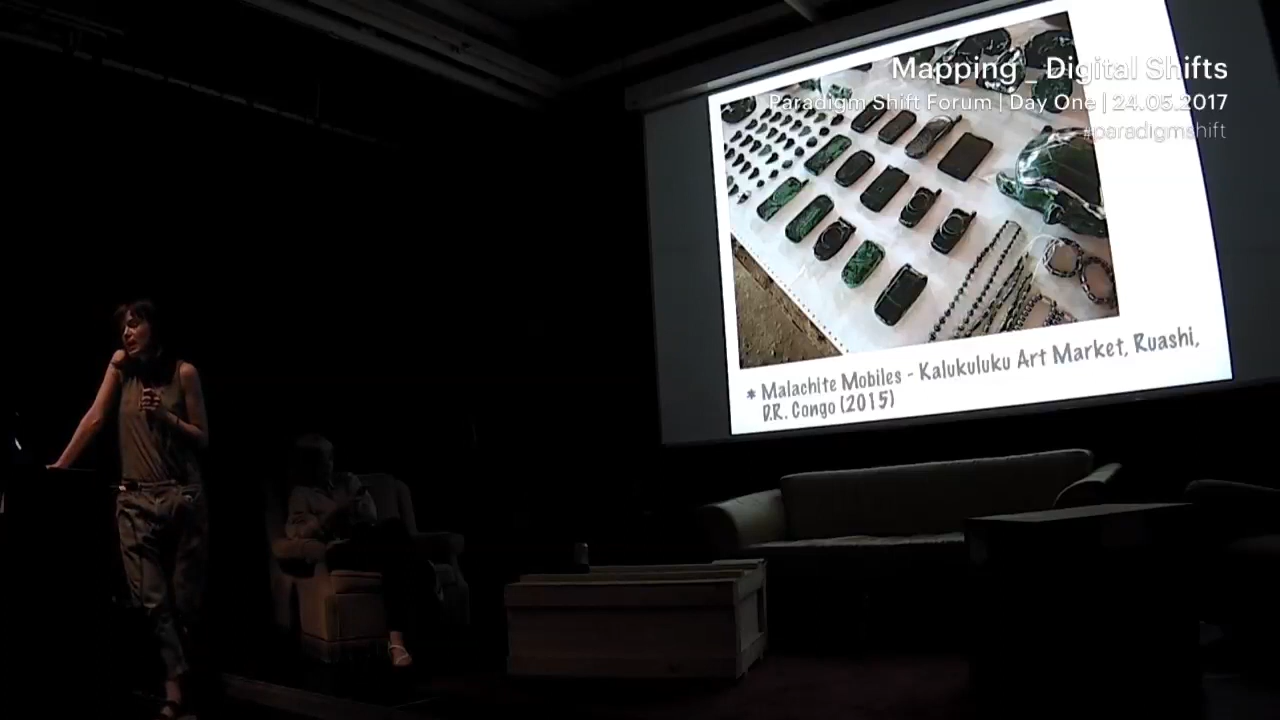 Mapping _ Digital Shifts
Paradigm Shift Forum | Day One | 24.05.2017
#paradigmshift
* Malachite Mobiles - Kalukuluku Art Market, Ruashi,
D.R. Congo (2015)